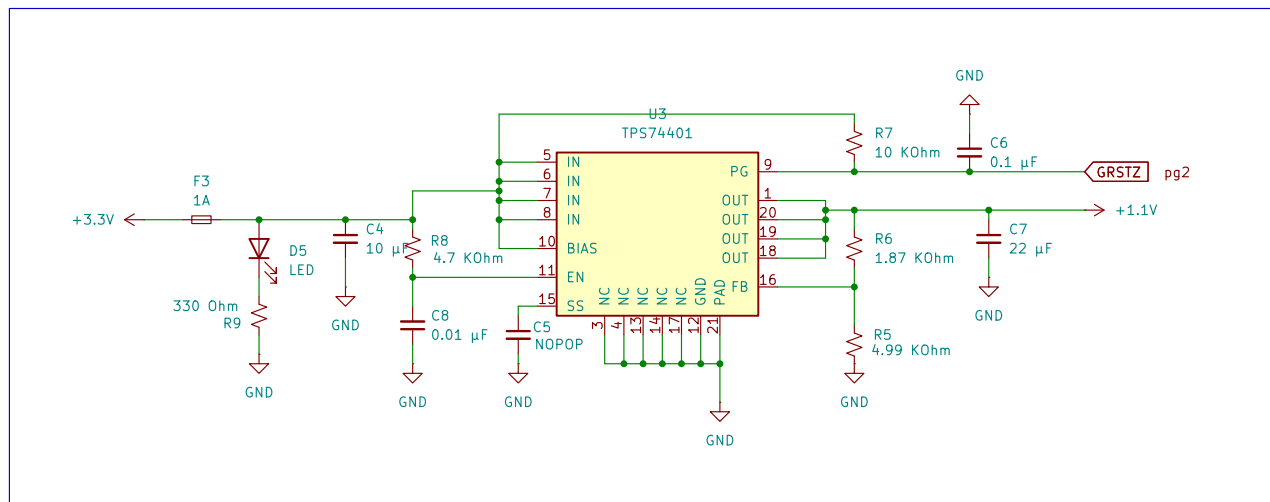 GND
U3
TPS74401
R7
10 KOhm
C6
0.1 µF
5
IN
6
IN
7
IN
8
IN
10
BIAS
11
EN
15
SS
PG
9
OUT
1
OUT
20
OUT
19
OUT
18
FB
16
NC
NC
NC
NC
NC
GND
PAD
3
4
13
14
17
12
21
GRSTZ
pg2
F3
1A
+3.3V
+1.1V
D5
LED
C4
10 µF
R8
4.7 KOhm
R6
1.87 KOhm
C7
22 µF
330 Ohm
R9
GND
C8
0.01 µF
C5
NOPOP
R5
4.99 KOhm
GND
GND
GND
GND
GND
GND
GND